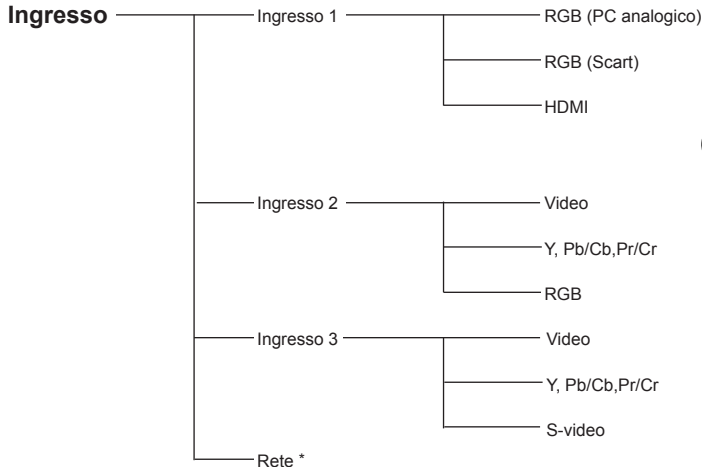 Ingresso
Ingresso 1
RGB (PC analogico)
RGB (Scart)
HDMI
Ingresso 2
Video
Y, Pb/Cb,Pr/Cr
RGB
Ingresso 3
Video
Y, Pb/Cb,Pr/Cr
S-video
Rete *